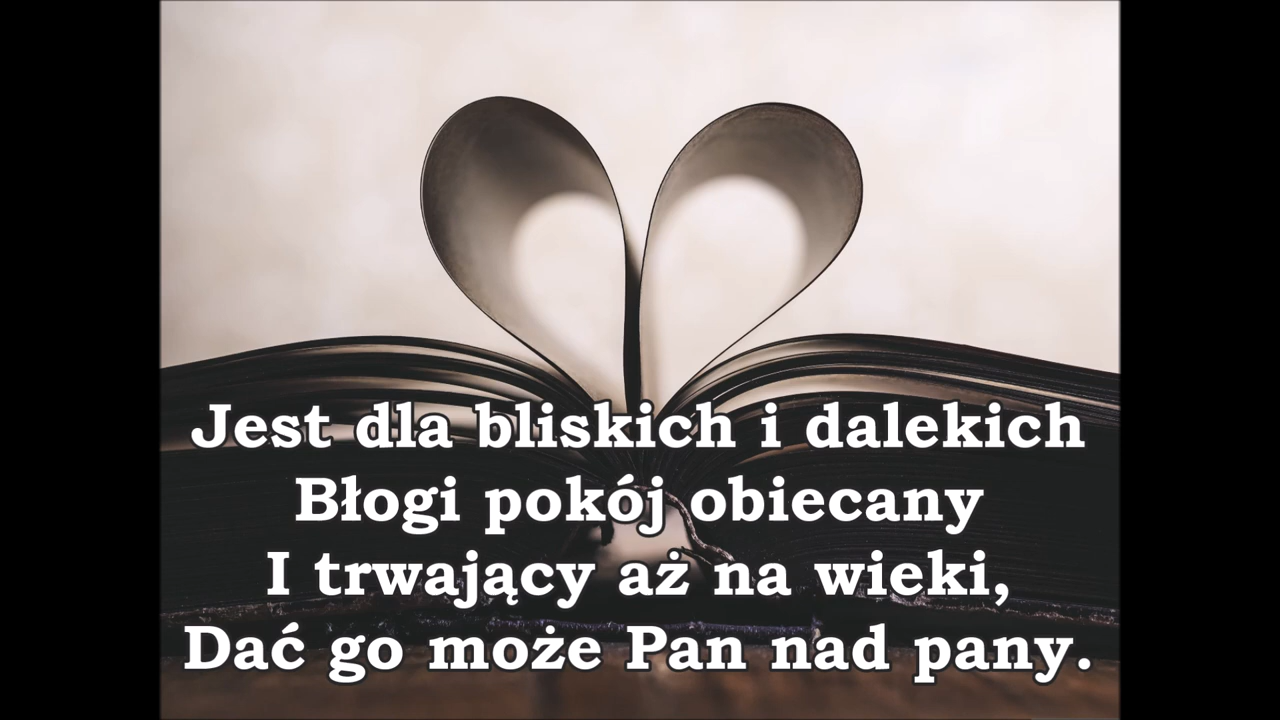 Jest dla bliskich i dalekich
Błogi pokój obiecany
I trwający aż na wieki,
Dać go może Pan nad pany.